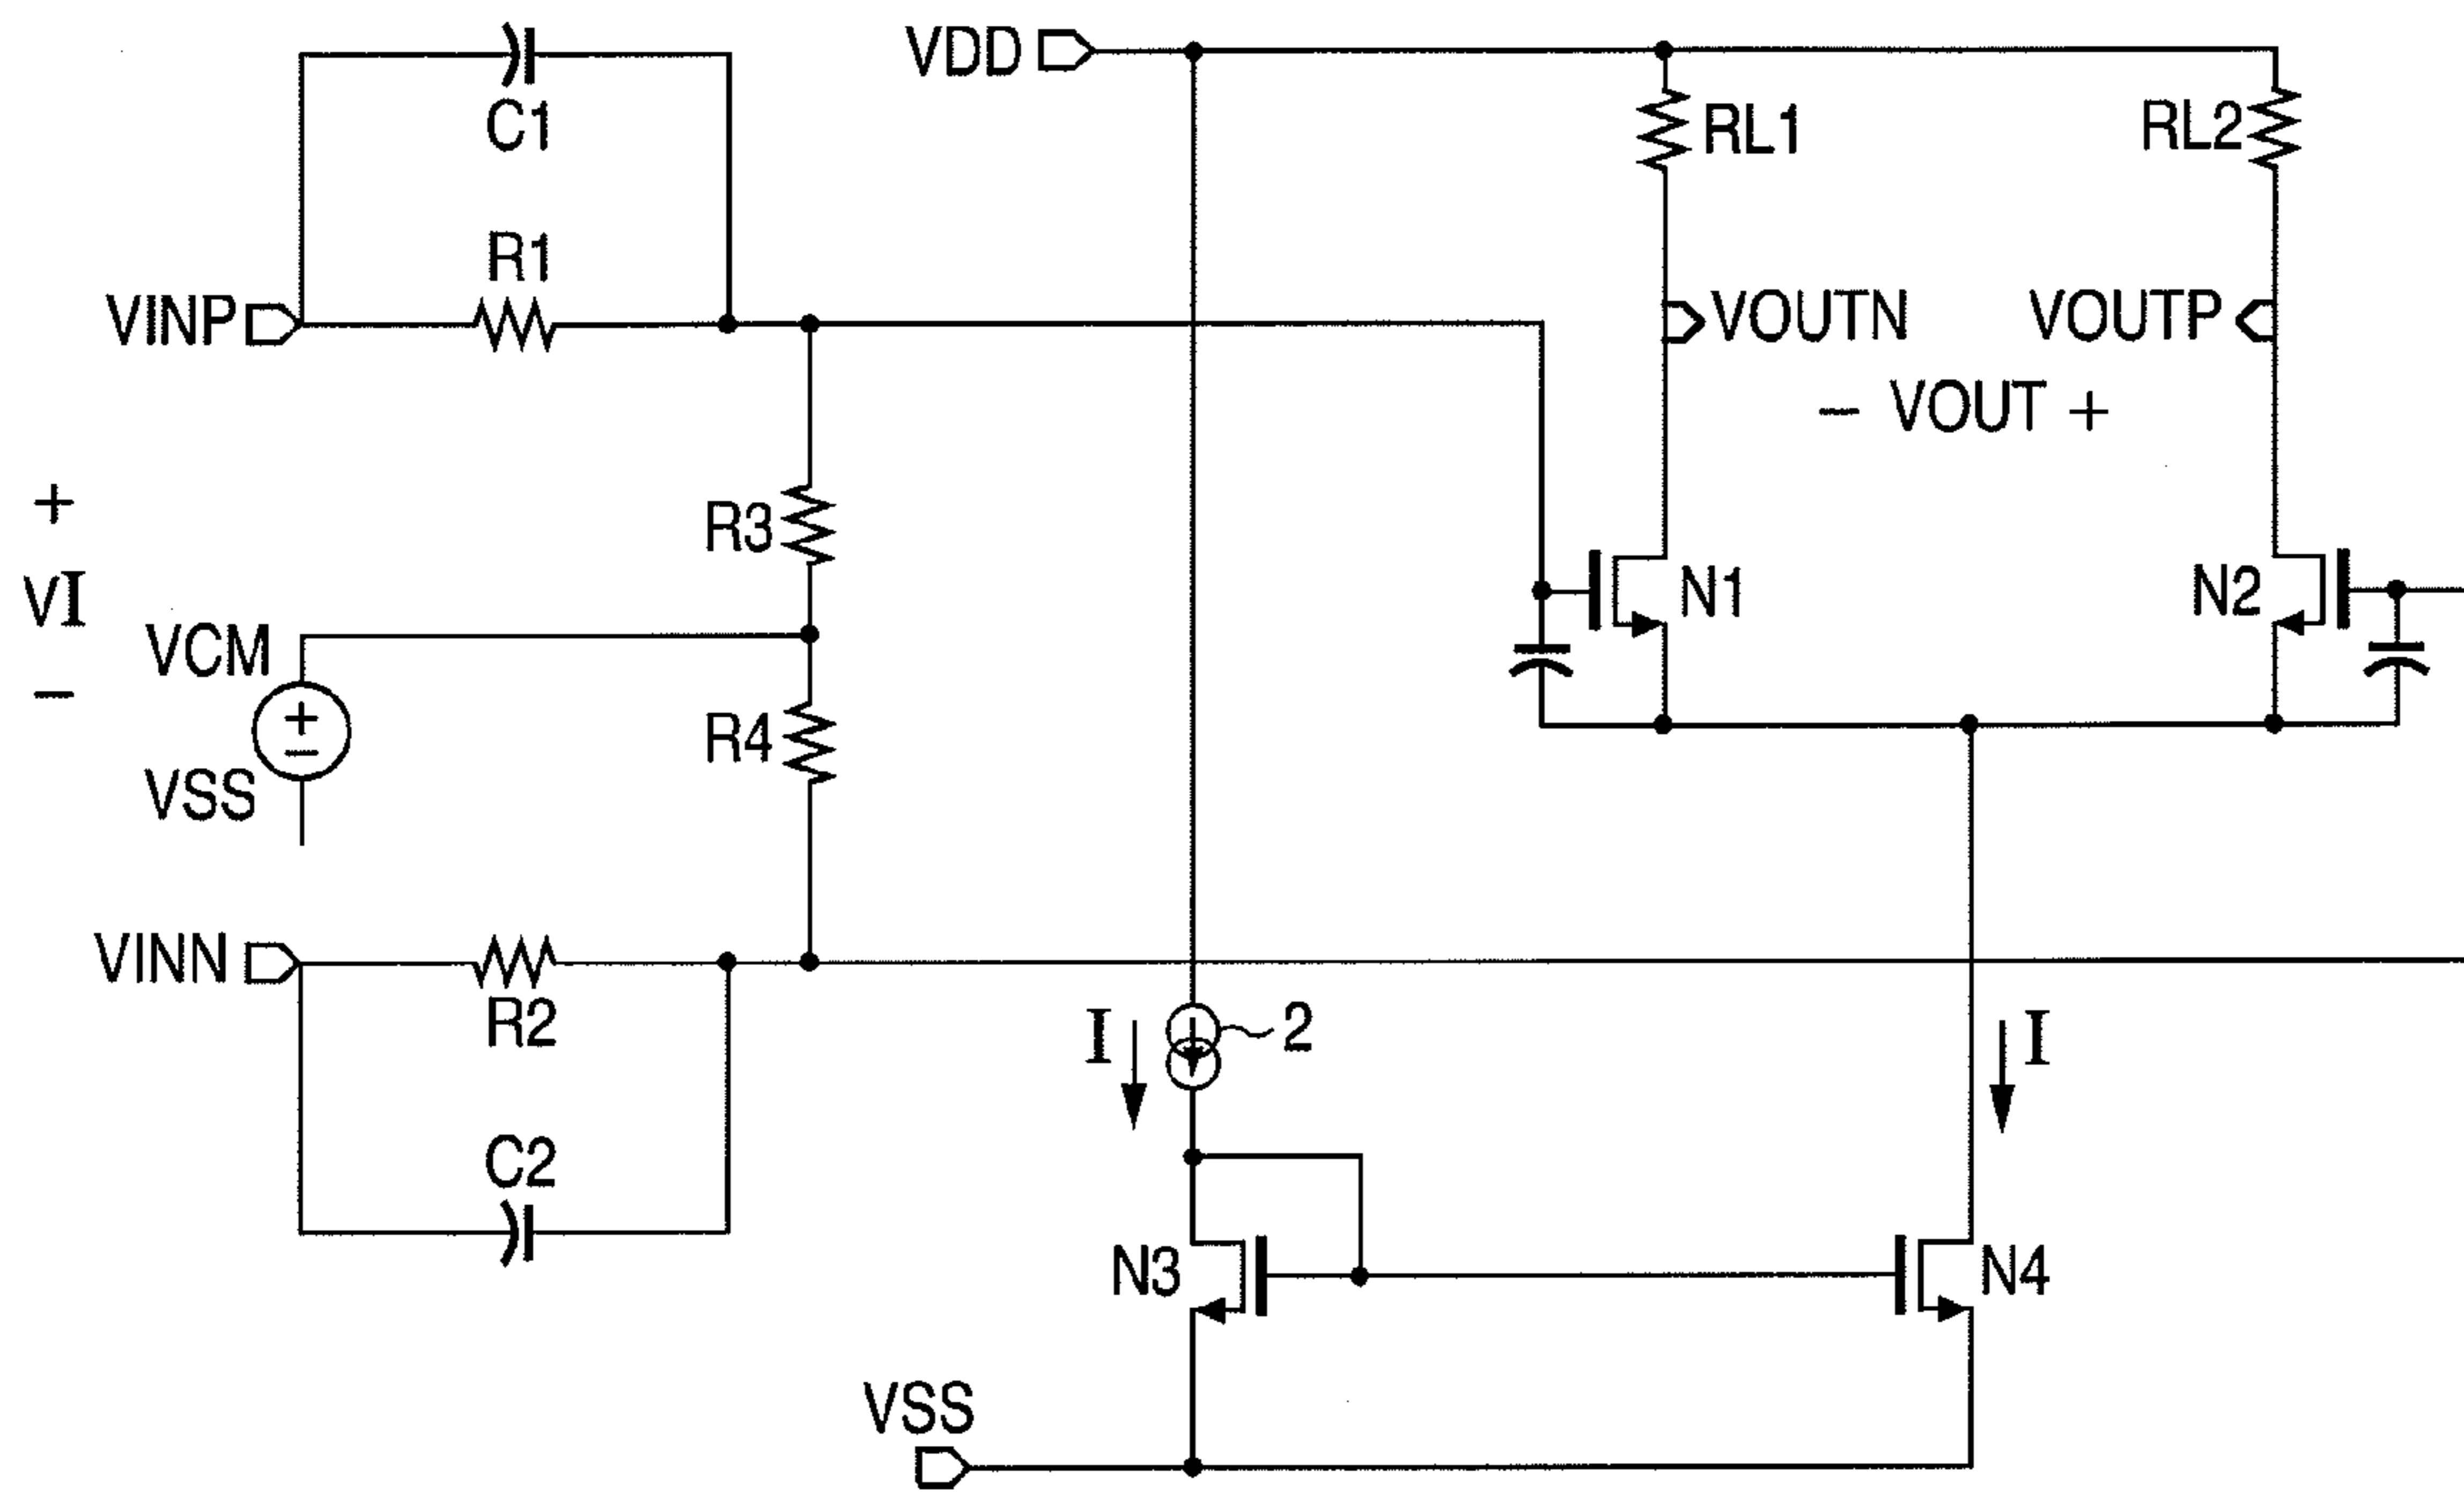 VDD
C1
RL1
RL2
R1
VINP
VOUTN
VOUTP
− VOUT +
+
VI
−
R3
N1
N2
VCM
+
−
R4
VSS
VINN
R2
I
2
I
C2
N3
N4
VSS